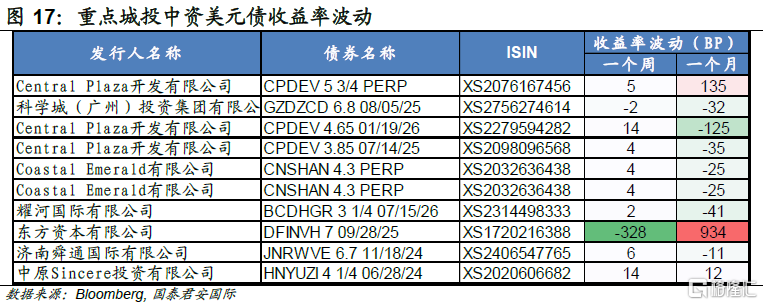 图 17: 重点城投中资美元债收益率波动
发行人名称 债券名称 ISIN 收益率波动(BP)
一个周 一个月
Central Plaza开发有限公司 CPDEV 5 3/4 PERP XS2076167456 5 135
科学城(广州)投资集团有限公 GZDZCD 6.8 08/05/25 XS2756274614 -2 -32
Central Plaza开发有限公司 CPDEV 4.65 01/19/26 XS2279594282 14 -125
Central Plaza开发有限公司 CPDEV 3.85 07/14/25 XS2098096568 4 -35
Coastal Emerald有限公司 CNSHAN 4.3 PERP XS2032636438 4 -25
Coastal Emerald有限公司 CNSHAN 4.3 PERP XS2032636438 4 -25
耀河国际有限公司 BCDHGR 3 1/4 07/15/26 XS2314498333 2 -41
东方资本有限公司 DFINVH 7 09/28/25 XS1720216388 -328 934
济南舜通国际有限公司 JNRWVE 6.7 11/18/24 XS2406547765 6 -11
中原Sincere投资有限公司 HNYUZI 4 1/4 06/28/24 XS2020606682 14 12
数据来源: Bloomberg, 国泰君安国际
格隆汇